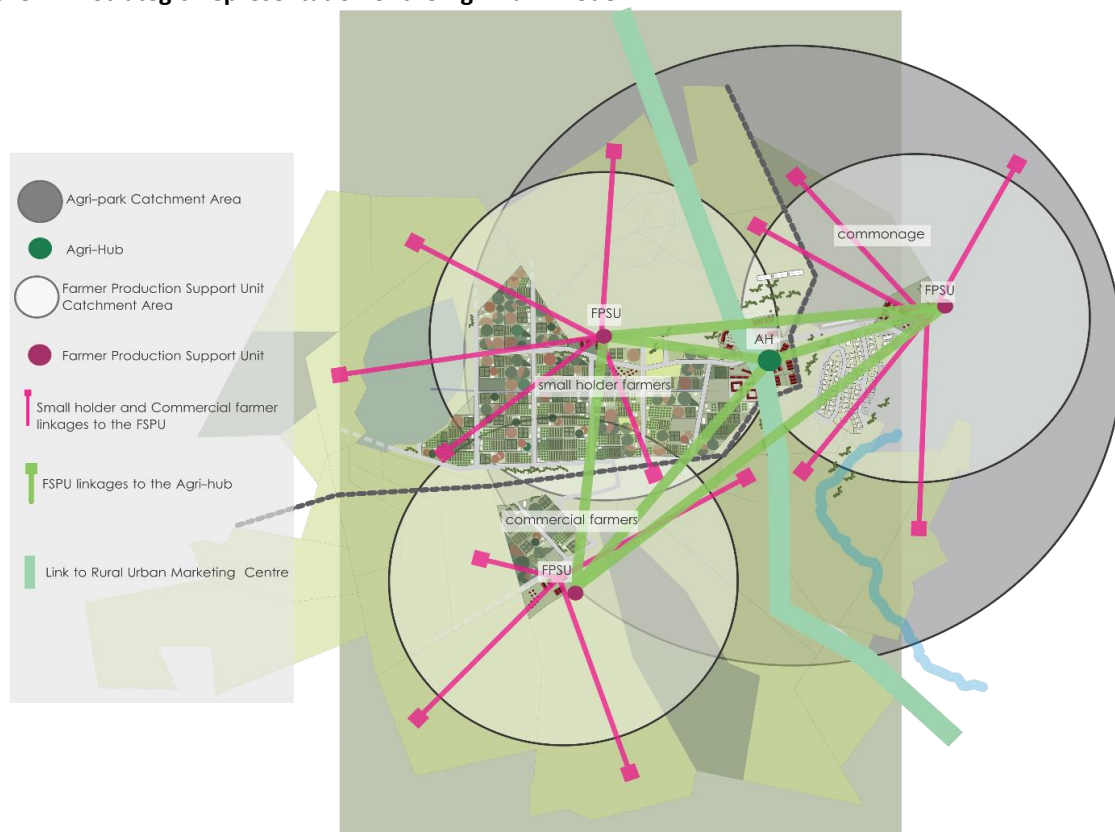 Agri-park Catchment Area
Agri-Hub
Farmer Production Support Unit
Catchment Area
Farmer Production Support Unit
Small holder and Commercial farmer
linkages to the FSPU
FSPU linkages to the Agri-hub
Link to Rural Urban Marketing Centre
commonage
FPSU
FPSU
AH
small holder farmers
commercial farmers
FPSU